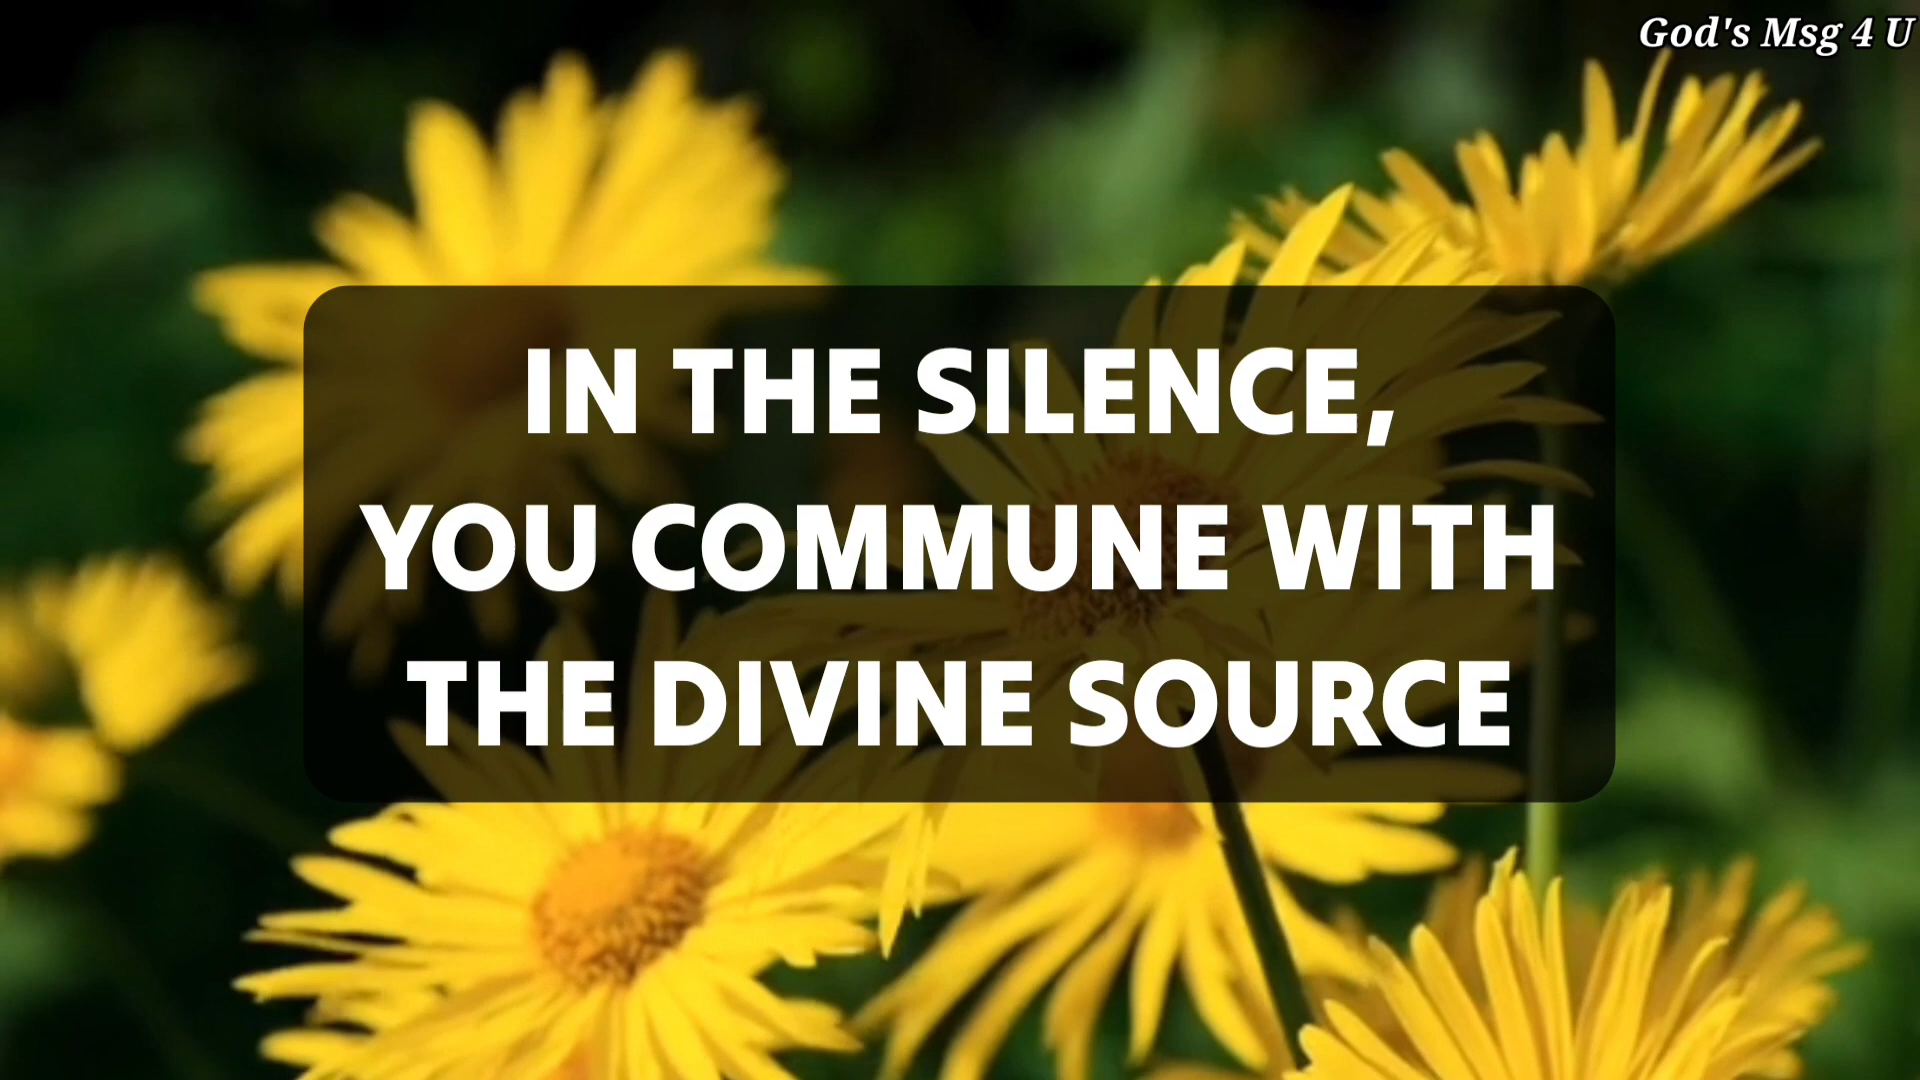 God's Msg 4 U
IN THE SILENCE,
YOU COMMUNE WITH
THE DIVINE SOURCE